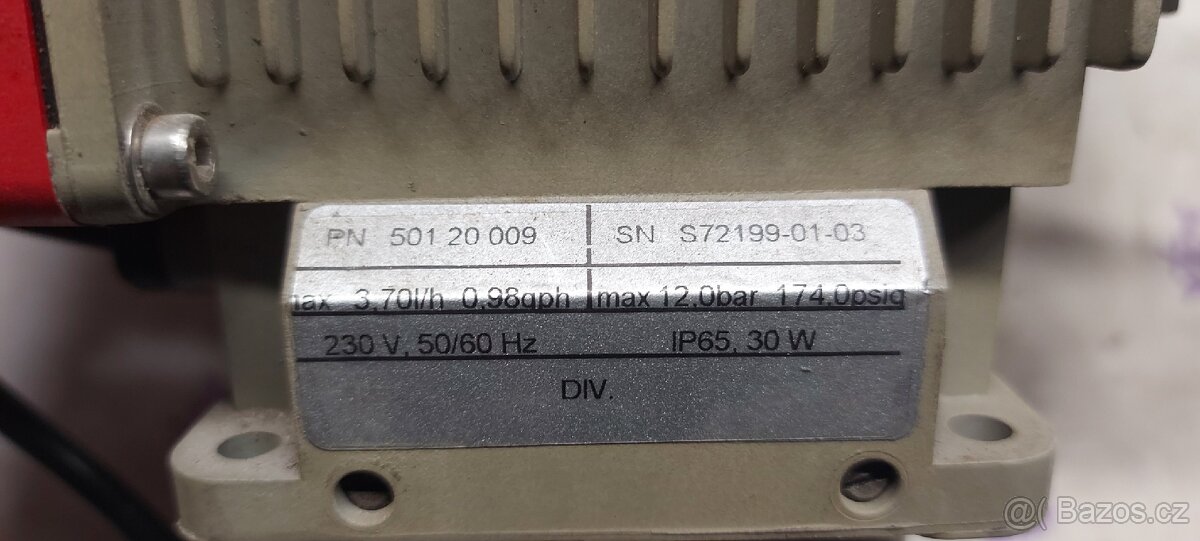 PN 501 20 009 SN S72199-01-03
max 3,70l/h 0,98gph max 12,0bar 174,0psig
230 V, 50/60 Hz IP65, 30 W
DIV.
@( Bazos.cz